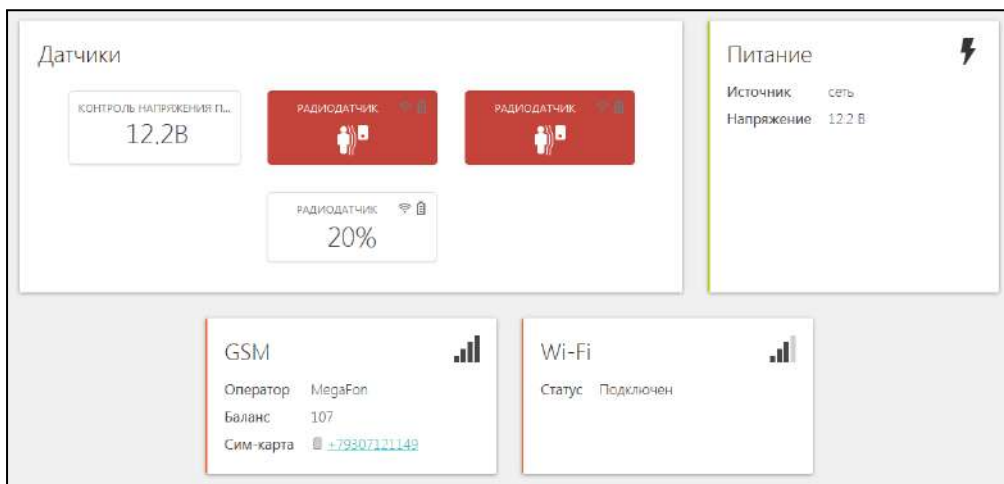 Датчики
КОНТРОЛЬ НАПРЯЖЕНИЯ П...
12,2В
РАДИОДАТЧИК
РАДИОДАТЧИК
РАДИОДАТЧИК
20%
Питание
Источник сеть
Напряжение 12.2 В
GSM
Оператор MegaFon
Баланс 107
Сим-карта +79307121149
Wi-Fi
Статус Подключен